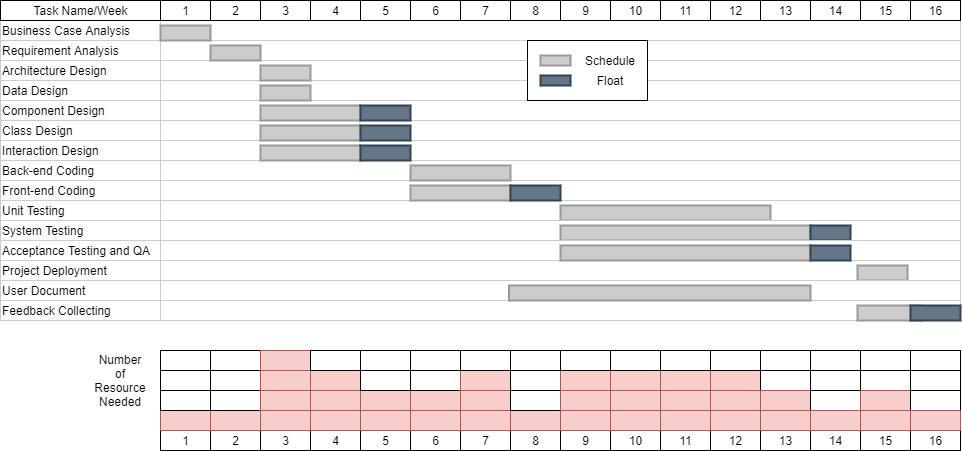 Task Name/Week 1 2 3 4 5 6 7 8 9 10 11 12 13 14 15 16
Business Case Analysis
Requirement Analysis
Schedule
Float
Architecture Design
Data Design
Component Design
Class Design
Interaction Design
Back-end Coding
Front-end Coding
Unit Testing
System Testing
Acceptance Testing and QA
Project Deployment
User Document
Feedback Collecting
Number
of
Resource
Needed
1 2 3 4 5 6 7 8 9 10 11 12 13 14 15 16